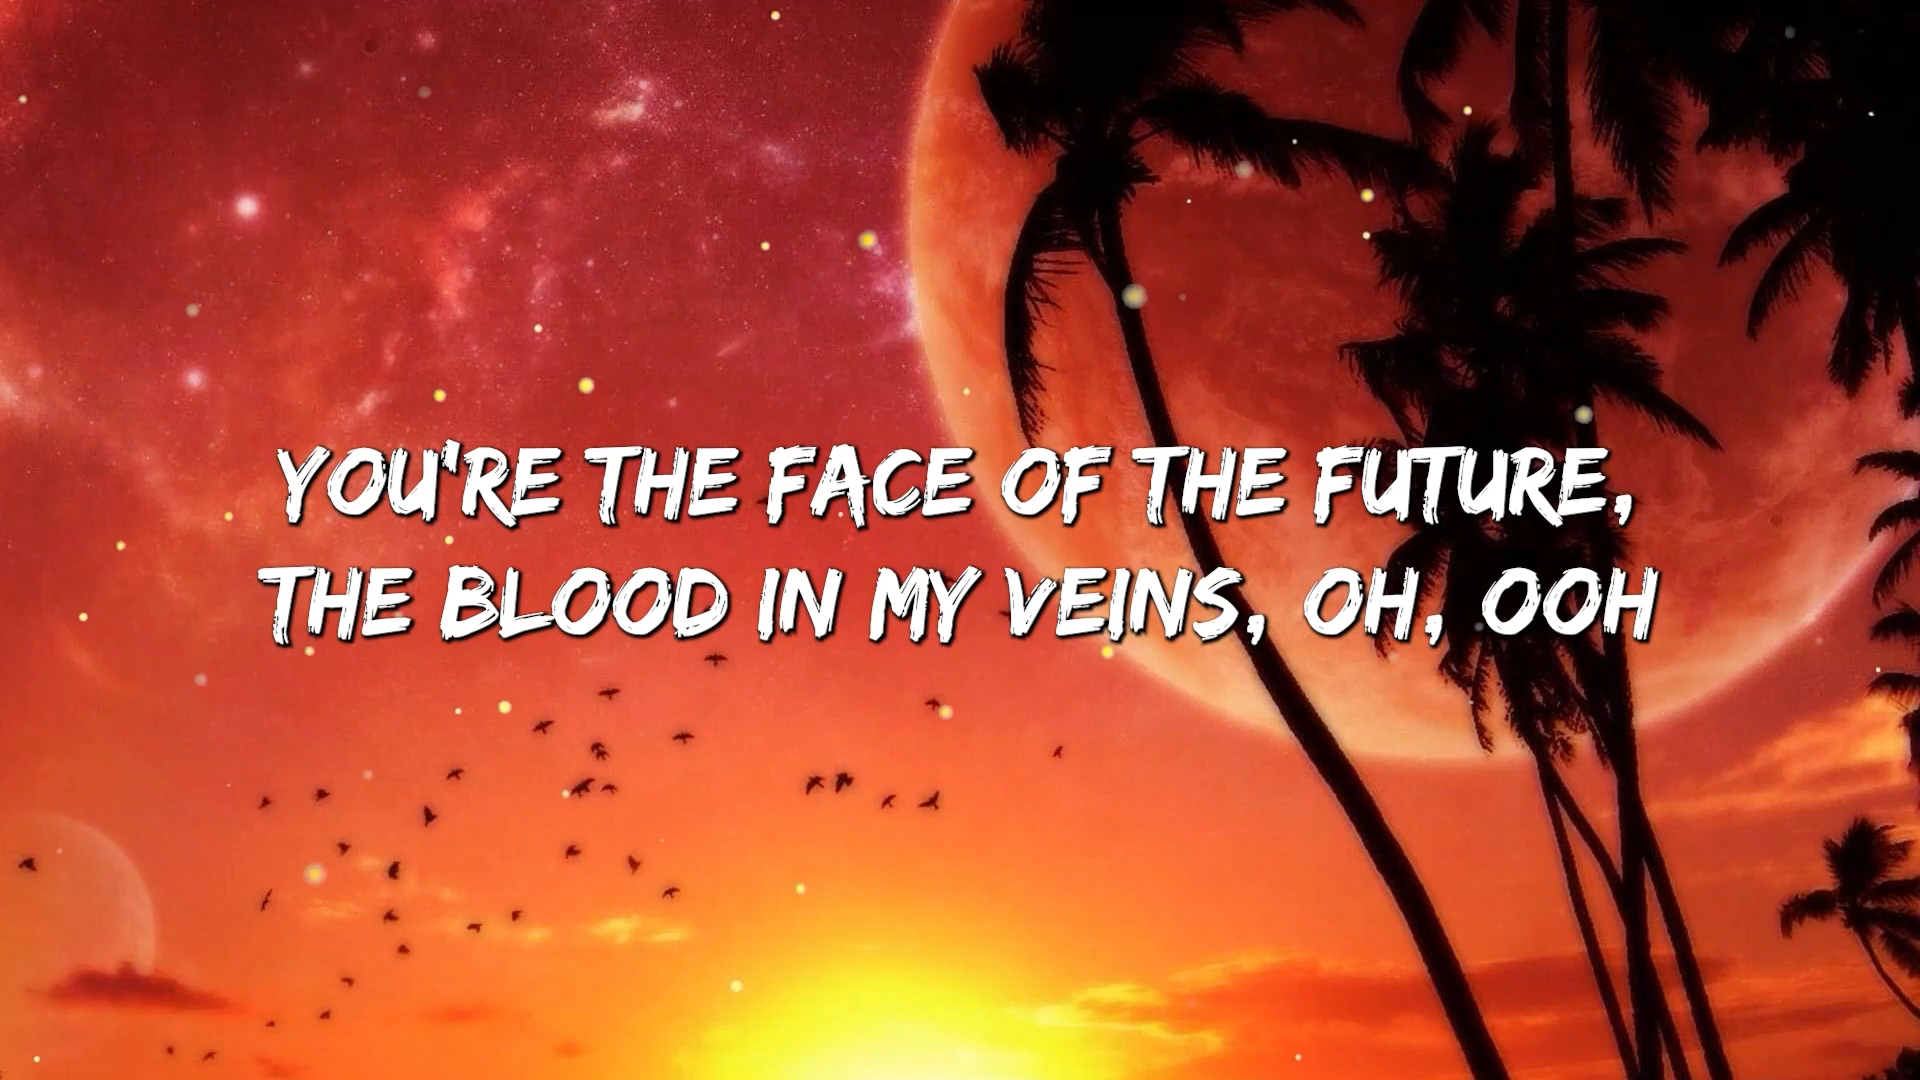 YOU'RE THE FACE OF THE FUTURE,
THE BLOOD IN MY VEINS, OH, OOH